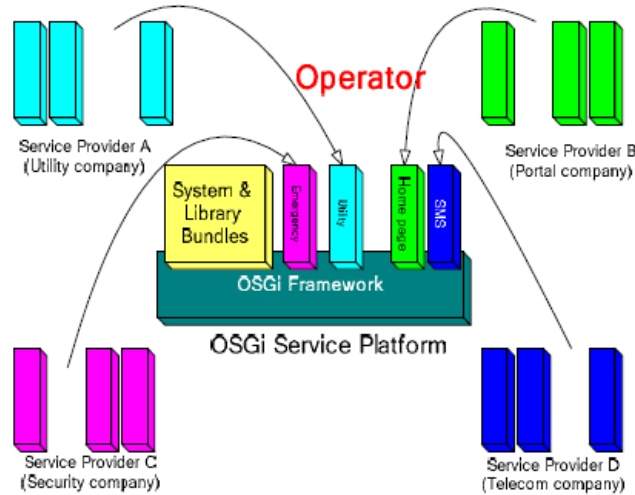 Operator
Service Provider A
(Utility company)
Service Provider B
(Portal company)
System &
Library
Bundles
Emergency
Utility
Home page
SMS
OSGi Framework
OSGi Service Platform
Service Provider C
(Security company)
Service Provider D
(Telecom company)